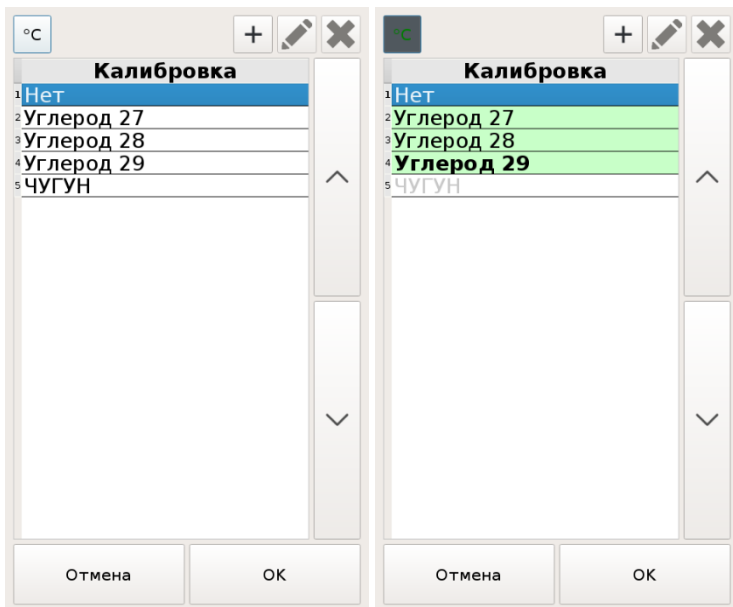 °C
Калибровка
1 Нет
2 Углерод 27
3 Углерод 28
4 Углерод 29
5 ЧУГУН
Отмена
OK
°C
Калибровка
1 Нет
2 Углерод 27
3 Углерод 28
4 Углерод 29
5 ЧУГУН
Отмена
OK